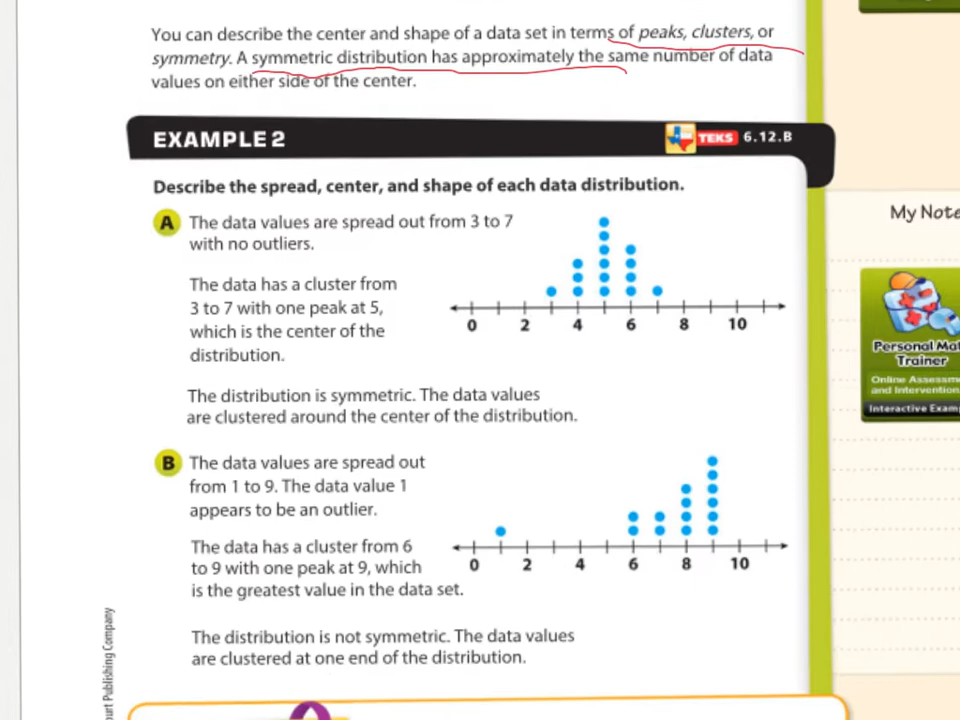 You can describe the center and shape of a data set in terms of peaks, clusters, or
symmetry. A symmetric distribution has approximately the same number of data
values on either side of the center.
EXAMPLE 2
TEKS 6.12.B
Describe the spread, center, and shape of each data distribution.
A The data values are spread out from 3 to 7
with no outliers.
The data has a cluster from
3 to 7 with one peak at 5,
which is the center of the
distribution.
0 2 4 6 8 10
The distribution is symmetric. The data values
are clustered around the center of the distribution.
B The data values are spread out
from 1 to 9. The data value 1
appears to be an outlier.
The data has a cluster from 6
to 9 with one peak at 9, which
is the greatest value in the data set.
0 2 4 6 8 10
The distribution is not symmetric. The data values
are clustered at one end of the distribution.
Publishing Company
My
Personal
Trainer
Online
and
Interactive